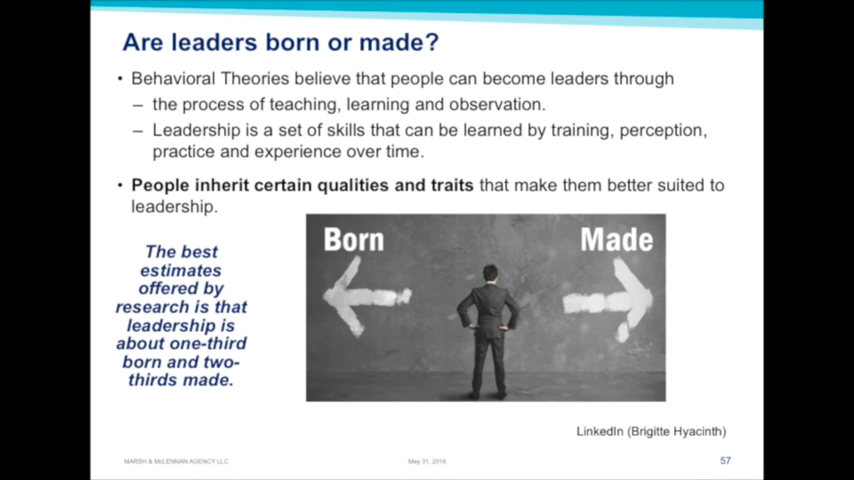 Are leaders born or made?
• Behavioral Theories believe that people can become leaders through
– the process of teaching, learning and observation.
– Leadership is a set of skills that can be learned by training, perception,
practice and experience over time.
• People inherit certain qualities and traits that make them better suited to
leadership.
The best
estimates
offered by
research is that
leadership is
about one-third
born and two-
thirds made.
Born
Made
LinkedIn (Brigitte Hyacinth)
MARSH & McLENNAN AGENCY LLC
May 31, 2016
57